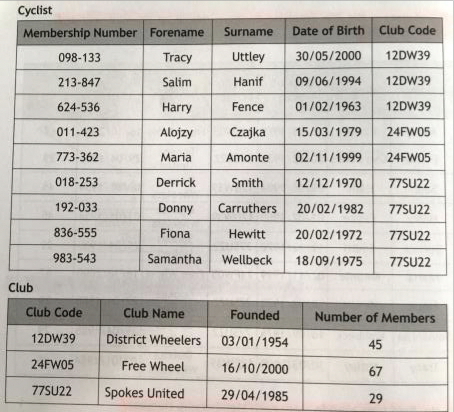 Cyclist
Membership Number Forename Surname Date of Birth Club Code
098-133 Tracy Uttley 30/05/2000 12DW39
213-847 Salim Hanif 09/06/1994 12DW39
624-536 Harry Fence 01/02/1963 12DW39
011-423 Alojzy Czajka 15/03/1979 24FW05
773-362 Maria Amonte 02/11/1999 24FW05
018-253 Derrick Smith 12/12/1970 77SU22
192-033 Donny Carruthers 20/02/1982 77SU22
836-555 Fiona Hewitt 20/02/1972 77SU22
983-543 Samantha Wellbeck 18/09/1975 77SU22
Club
Club Code Club Name Founded Number of Members
12DW39 District Wheelers 03/01/1954 45
24FW05 Free Wheel 16/10/2000 67
77SU22 Spokes United 29/04/1985 29